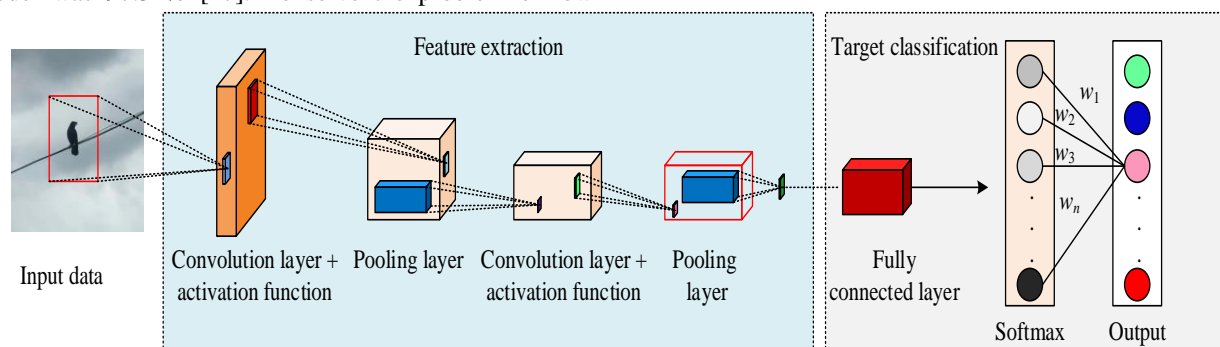 Feature extraction
Target classification
w1
w2
w3
wn
Input data
Convolution layer +
activation function
Pooling layer
Convolution layer +
activation function
Pooling
layer
Fully
connected layer
Softmax
Output